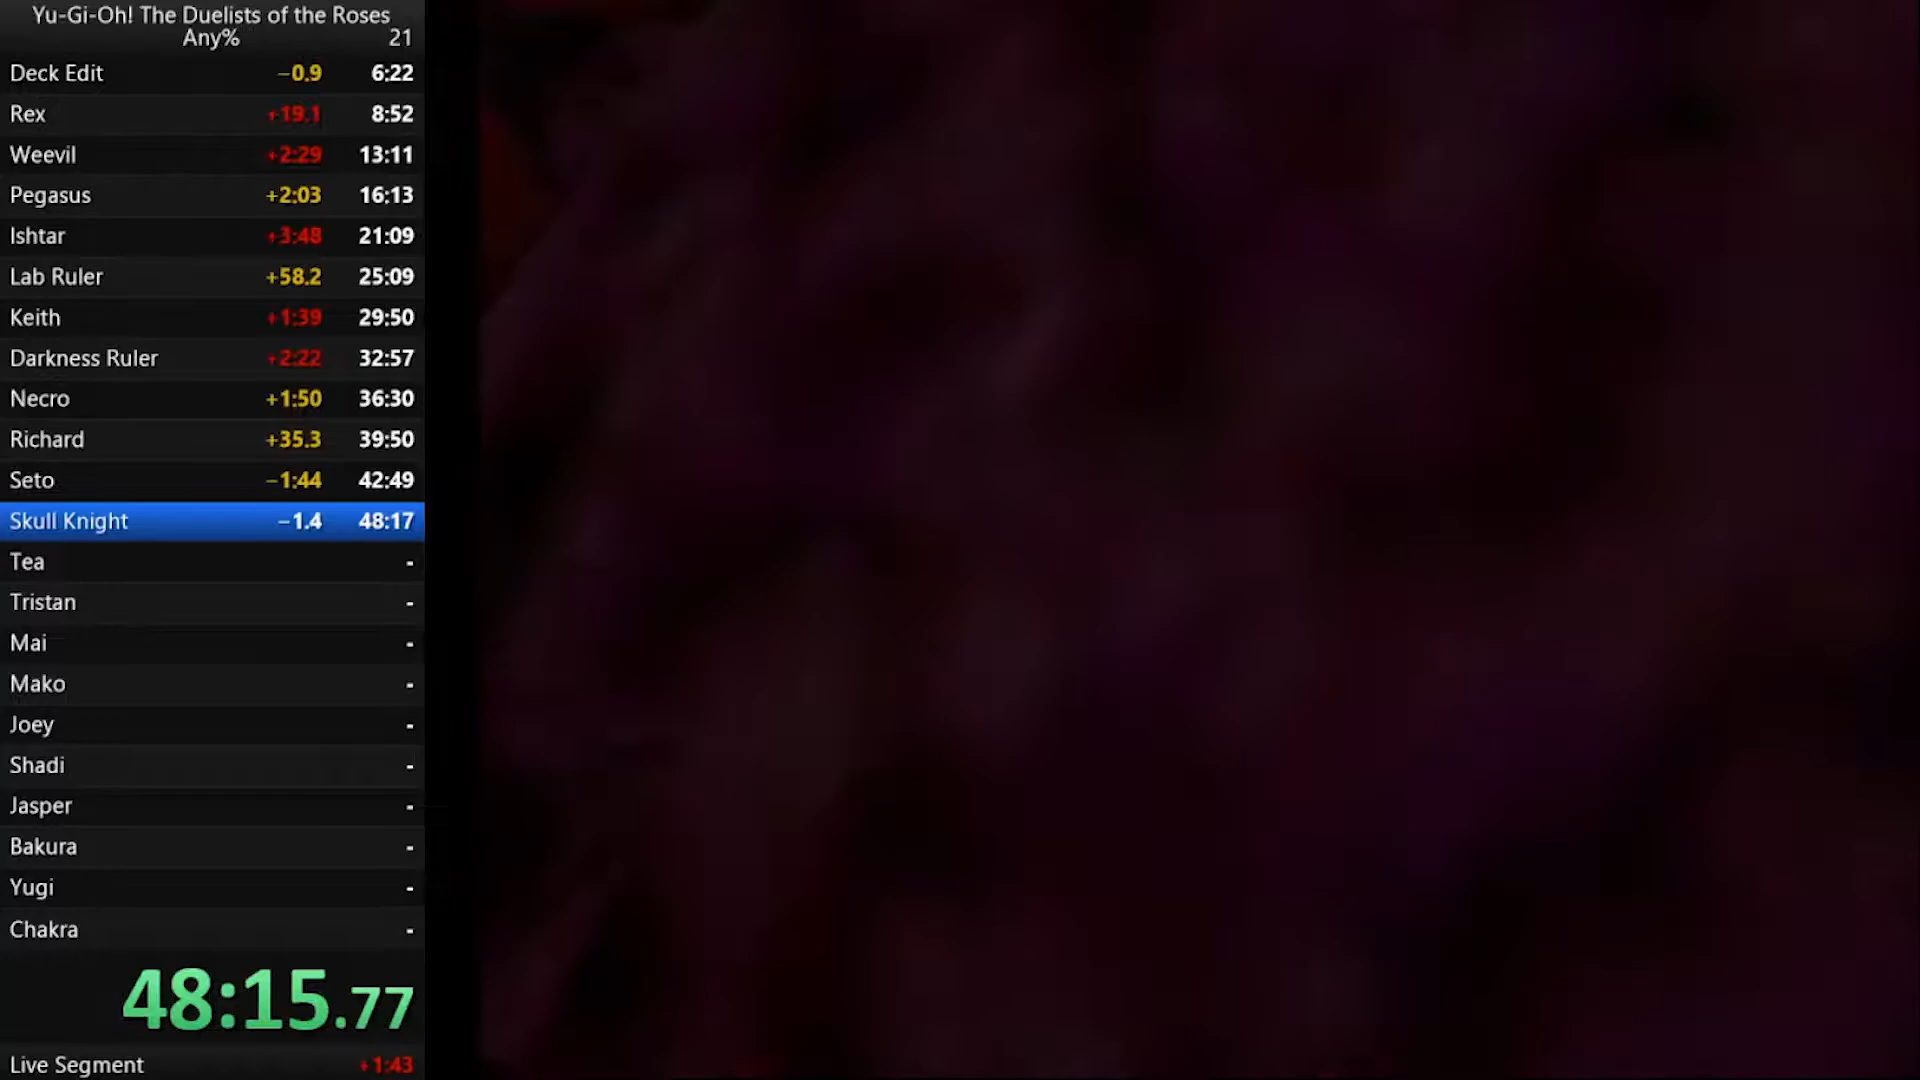 Yu-Gi-Oh! The Duelists of the Roses
Any% 21
Deck Edit −0.9 6:22
Rex +19.1 8:52
Weevil +2:29 13:11
Pegasus +2:03 16:13
Ishtar +3:48 21:09
Lab Ruler +58.2 25:09
Keith +1:39 29:50
Darkness Ruler +2:22 32:57
Necro +1:50 36:30
Richard +35.3 39:50
Seto −1:44 42:49
Skull Knight −1.4 48:17
Tea -
Tristan -
Mai -
Mako -
Joey -
Shadi -
Jasper -
Bakura -
Yugi -
Chakra -
48:15.77
Live Segment +1:43